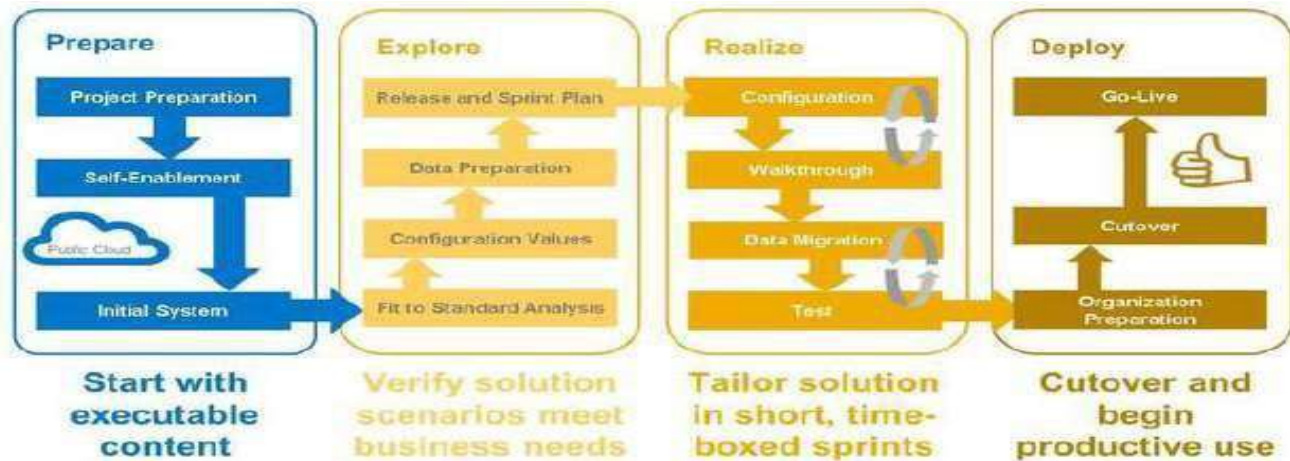 Prepare
Project Preparation
Self-Enablement
Public Cloud
Initial System
Start with
executable
content
Explore
Release and Sprint Plan
Data Preparation
Configuration Values
Fit to Standard Analysis
Verify solution
scenarios meet
business needs
Realize
Configuration
Walkthrough
Data Migration
Test
Tailor solution
in short, time-
boxed sprints
Deploy
Go-Live
Cutover
Organization
Preparation
Cutover and
begin
productive use